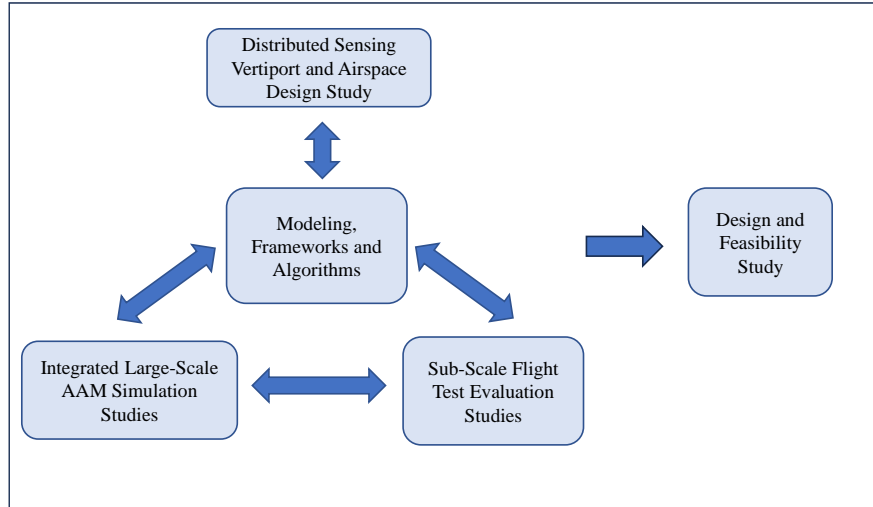 Distributed Sensing
Vertiport and Airspace
Design Study
Modeling,
Frameworks and
Algorithms
Design and
Feasibility
Study
Integrated Large-Scale
AAM Simulation
Studies
Sub-Scale Flight
Test Evaluation
Studies